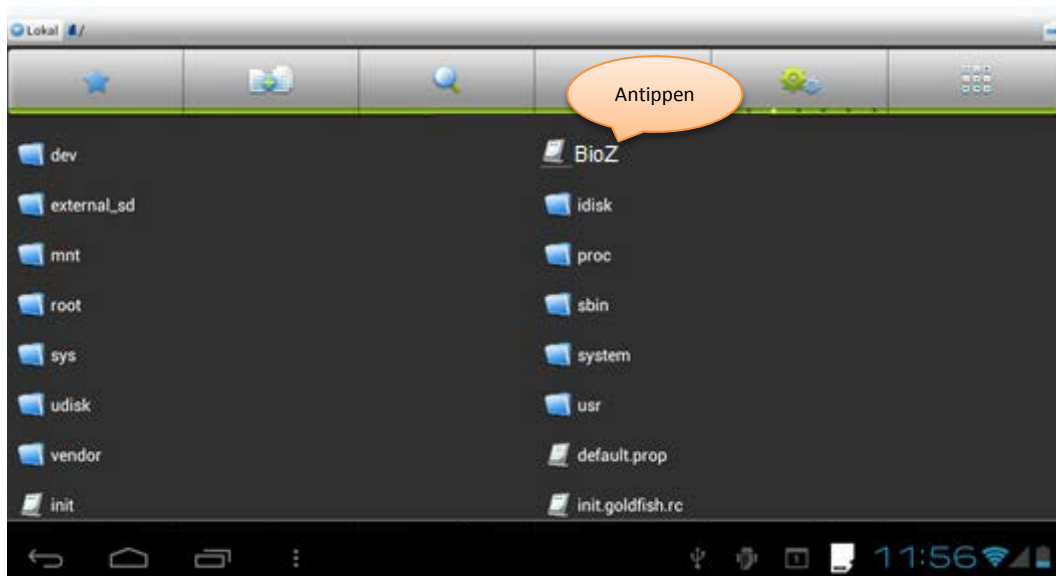 Lokal /
Antippen
dev
BioZ
external_sd
idisk
mnt
proc
root
sbin
sys
system
udisk
usr
vendor
default.prop
init
init.goldfish.rc
11:56